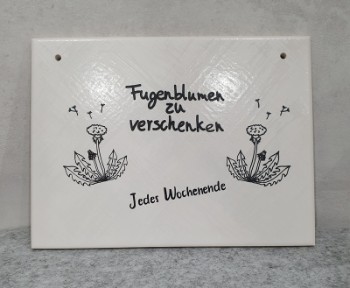 Fugenblumen
zu
verschenken
Jedes Wochenende